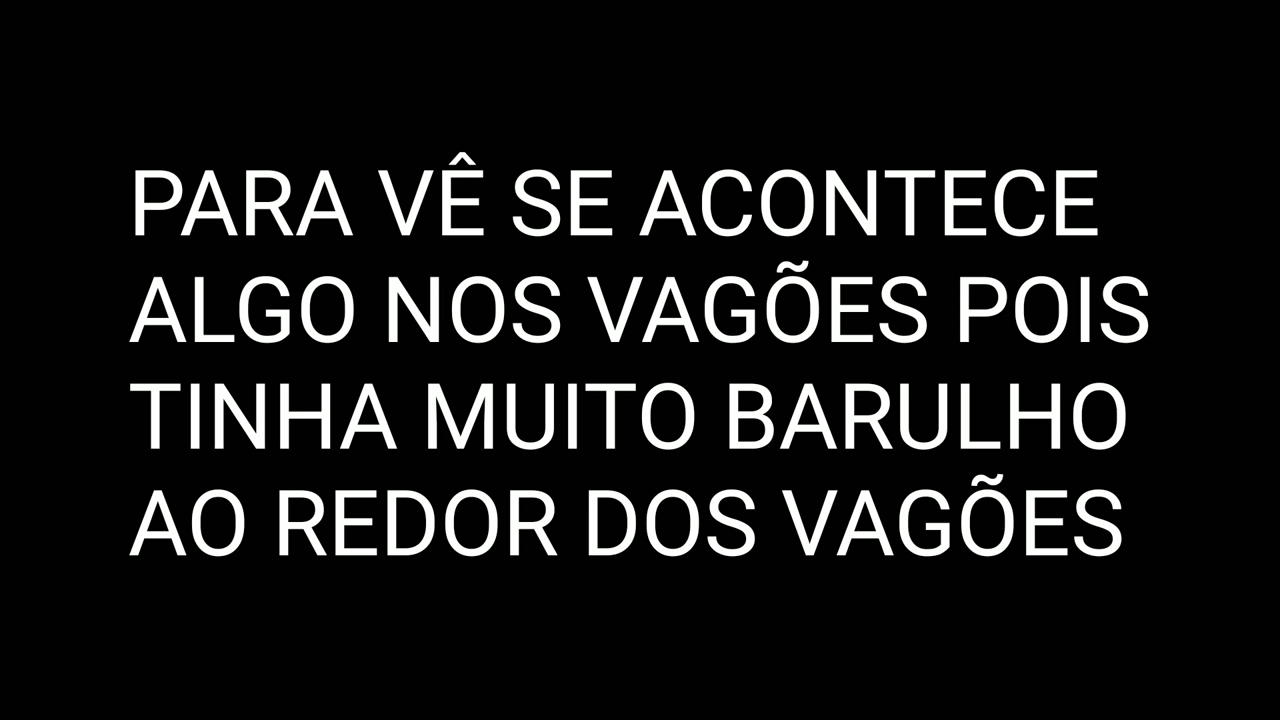 PARA VÊ SE ACONTECE
ALGO NOS VAGÕES POIS
TINHA MUITO BARULHO
AO REDOR DOS VAGÕES